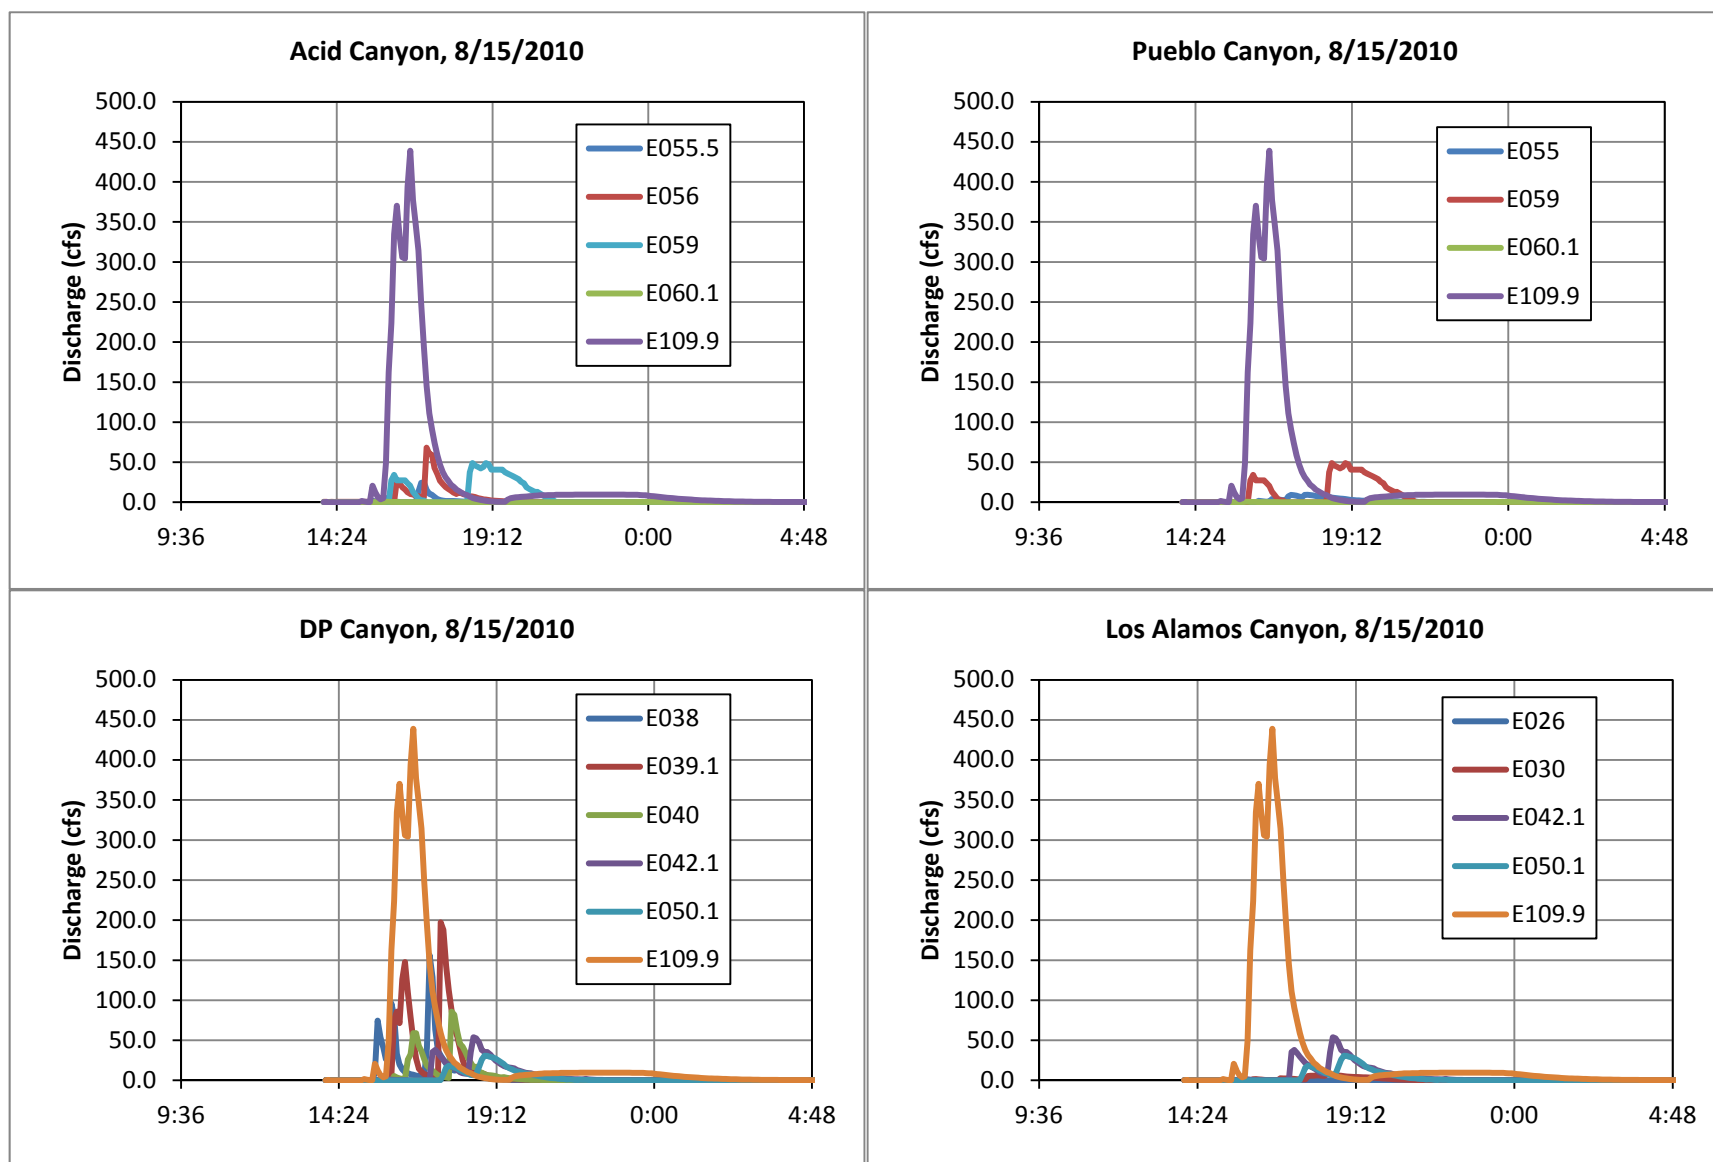 Acid Canyon, 8/15/2010
500.0
450.0
400.0
350.0
300.0
250.0
200.0
150.0
100.0
50.0
0.0
Discharge (cfs)
9:36 14:24 19:12 0:00 4:48
E055.5
E056
E059
E060.1
E109.9
Pueblo Canyon, 8/15/2010
500.0
450.0
400.0
350.0
300.0
250.0
200.0
150.0
100.0
50.0
0.0
Discharge (cfs)
9:36 14:24 19:12 0:00 4:48
E055
E059
E060.1
E109.9
DP Canyon, 8/15/2010
500.0
450.0
400.0
350.0
300.0
250.0
200.0
150.0
100.0
50.0
0.0
Discharge (cfs)
9:36 14:24 19:12 0:00 4:48
E038
E039.1
E040
E042.1
E050.1
E109.9
Los Alamos Canyon, 8/15/2010
500.0
450.0
400.0
350.0
300.0
250.0
200.0
150.0
100.0
50.0
0.0
Discharge (cfs)
9:36 14:24 19:12 0:00 4:48
E026
E030
E042.1
E050.1
E109.9